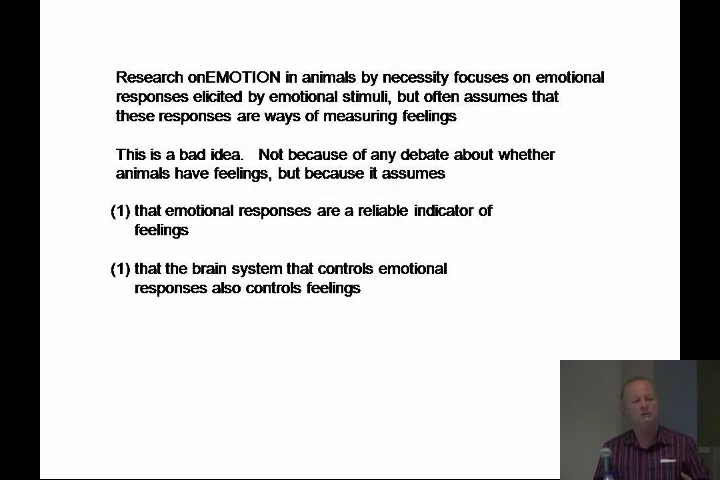 Research onEMOTION in animals by necessity focuses on emotional
responses elicited by emotional stimuli, but often assumes that
these responses are ways of measuring feelings
This is a bad idea. Not because of any debate about whether
animals have feelings, but because it assumes
(1) that emotional responses are a reliable indicator of
feelings
(1) that the brain system that controls emotional
responses also controls feelings